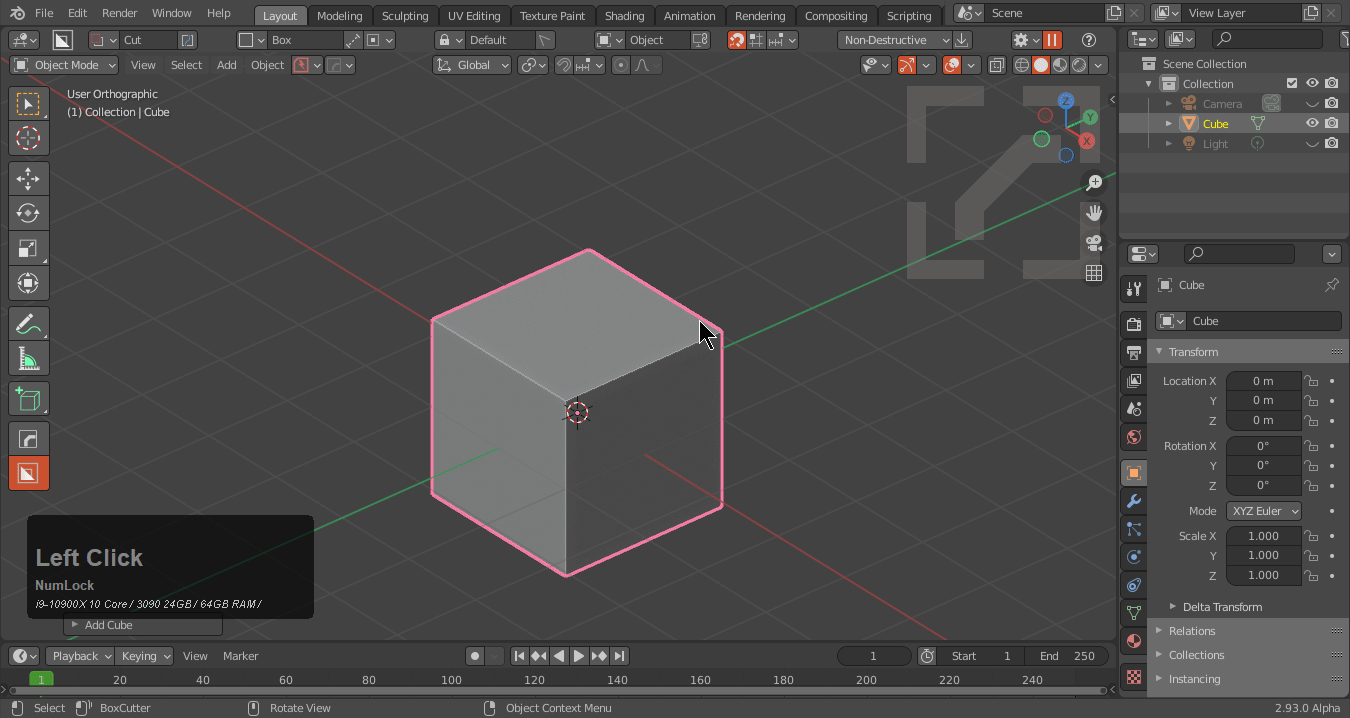 File Edit Render Window Help Layout Modeling Sculpting UV Editing Texture Paint Shading Animation Rendering Compositing Scripting Scene View Layer
Cut Box Default Object Non-Destructive
Object Mode View Select Add Object Global
User Orthographic
(1) Collection | Cube
Z
Y
X
Scene Collection
Collection
Camera
Cube
Light
Cube
Cube
Transform
Location X 0 m
Y 0 m
Z 0 m
Rotation X 0°
Y 0°
Z 0°
Mode XYZ Euler
Scale X 1.000
Y 1.000
Z 1.000
Delta Transform
Relations
Collections
Instancing
Left Click
NumLock
i9-10900X 10 Core / 3090 24GB / 64GB RAM /
Add Cube
Playback Keying View Marker 1 Start 1 End 250
1 20 40 60 80 100 120 140 160 180 200 220 240
Select BoxCutter Rotate View Object Context Menu 2.93.0 Alpha